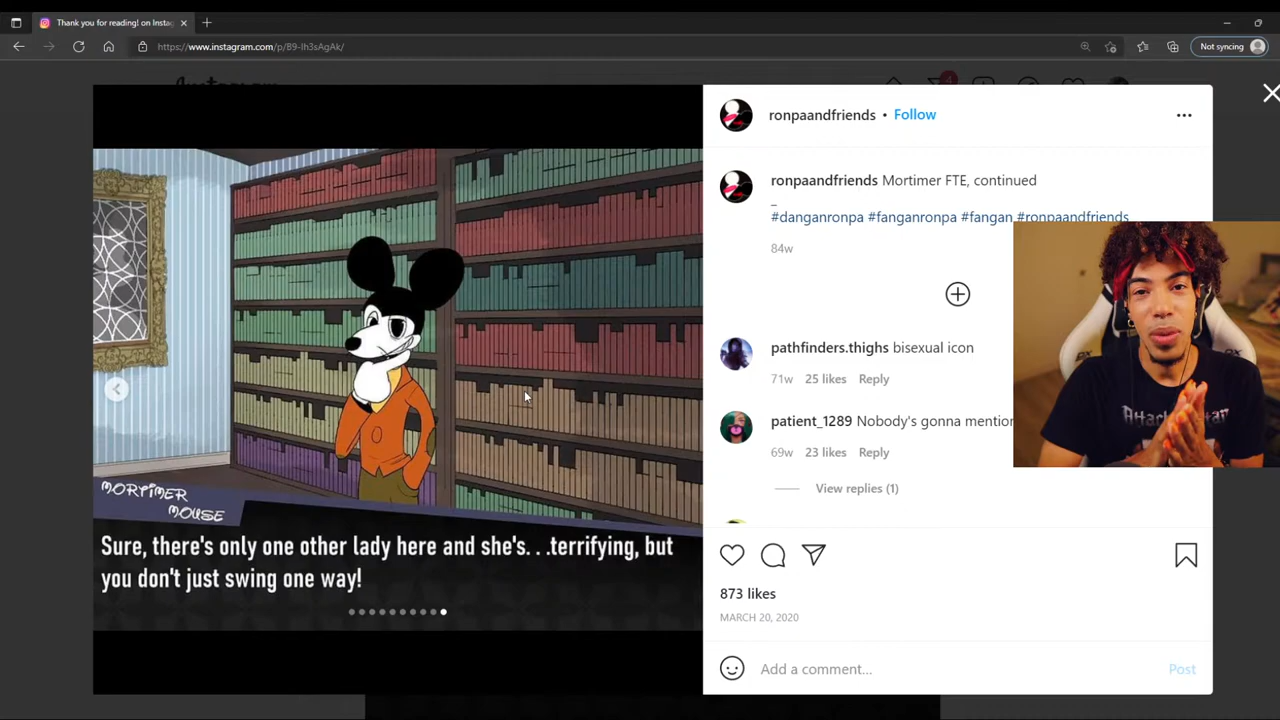 Thank you for reading! on Insta
https://www.instagram.com/p/B9-Ih3sAgAk/
Not syncing
4
ronpaandfriends • Follow
ronpaandfriends Mortimer FTE, continued
_
#danganronpa #fanganronpa #fangan #ronpaandfriends
84w
pathfinders.thighs bisexual icon
71w 25 likes Reply
patient_1289 Nobody's gonna mention
69w 23 likes Reply
View replies (1)
MORTIMER
MOUSE
Sure, there's only one other lady here and she's. . .terrifying, but
you don't just swing one way!
873 likes
MARCH 20, 2020
Add a comment...
Post